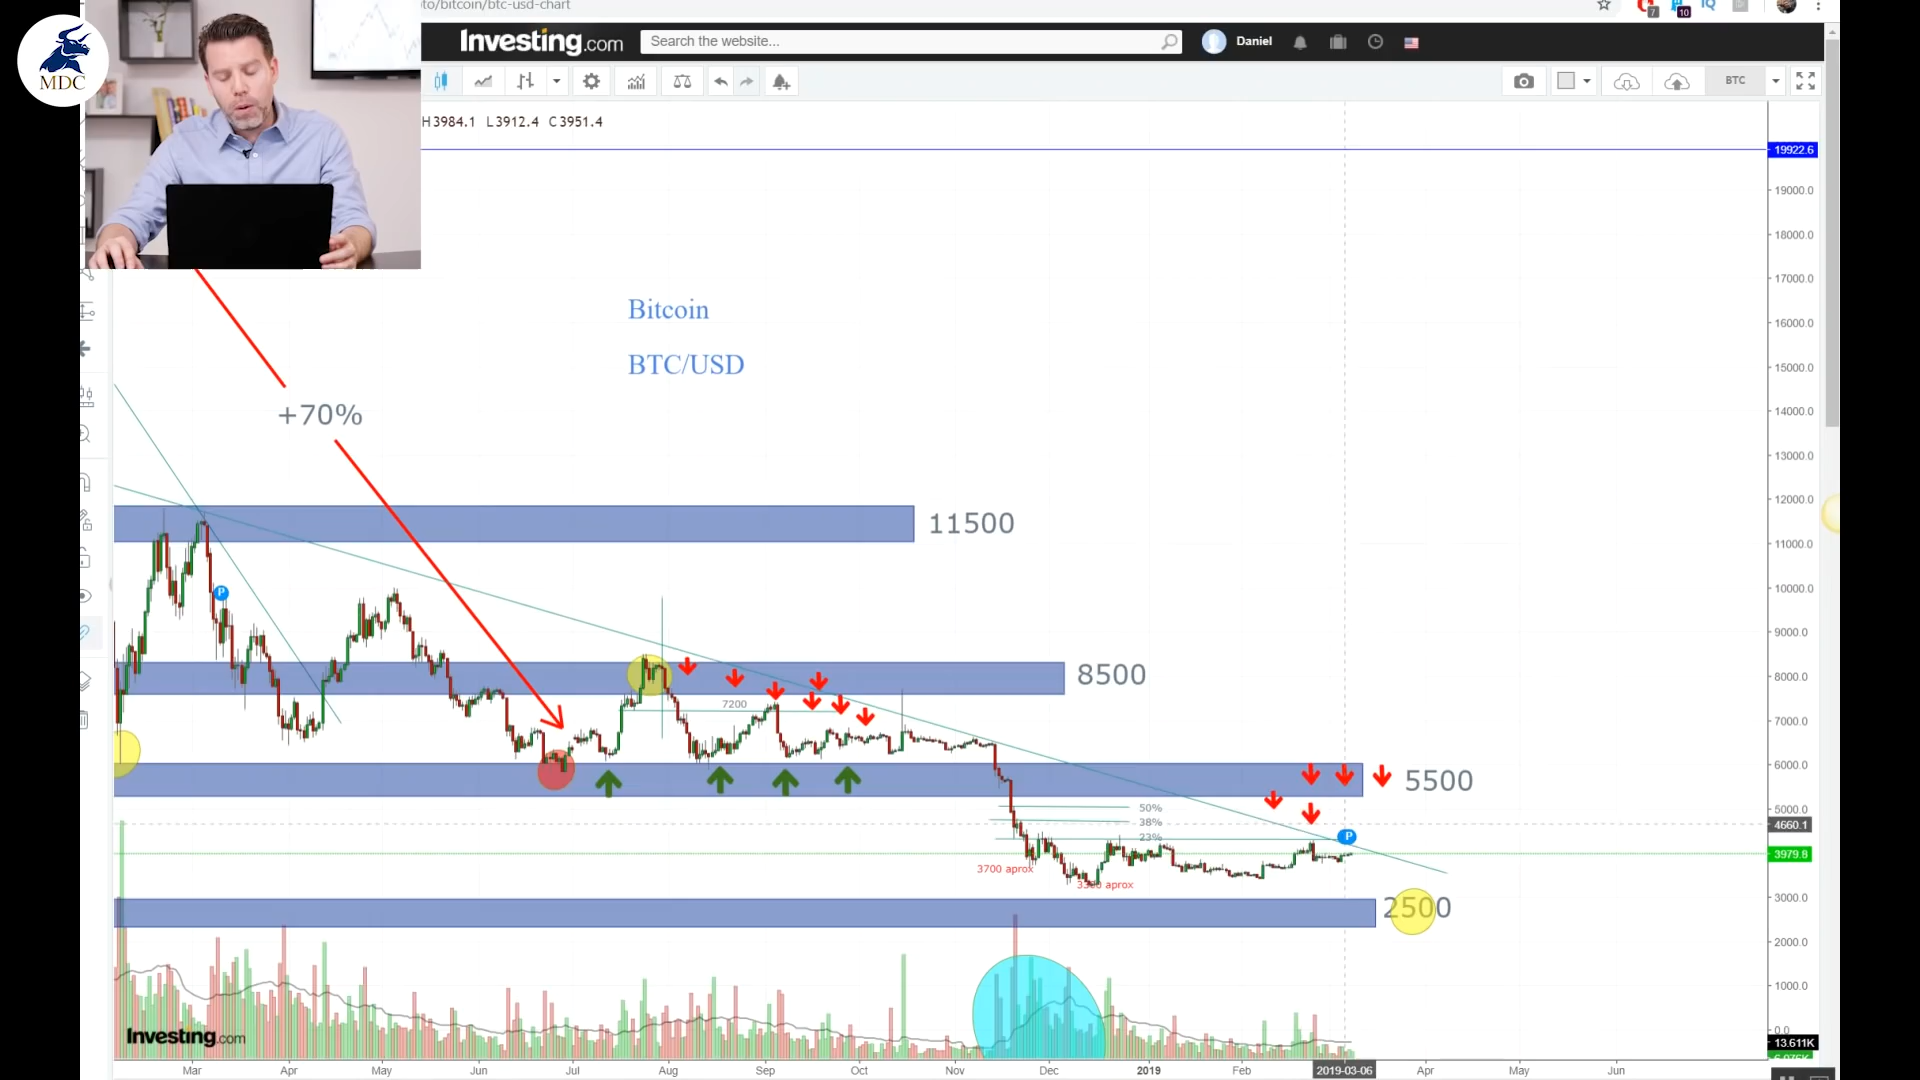 to/bitcoin/btc-usd-chart
7
10
IQ
MDC
Investing.com
Search the website...
Daniel
BTC
H3984.1 L3912.4 C3951.4
19922.6
19000.0
18000.0
17000.0
16000.0
15000.0
14000.0
13000.0
12000.0
11000.0
10000.0
9000.0
8000.0
7000.0
6000.0
5000.0
4660.1
3979.8
3000.0
2000.0
1000.0
0.0
13.611K
Bitcoin
BTC/USD
+70%
11500
P
8500
7200
5500
50%
38%
23%
P
3700 aprox
aprox
2500
Investing.com
Mar
Apr
May
Jun
Jul
Aug
Sep
Oct
Nov
Dec
2019
Feb
2019-03-06
Apr
May
Jun